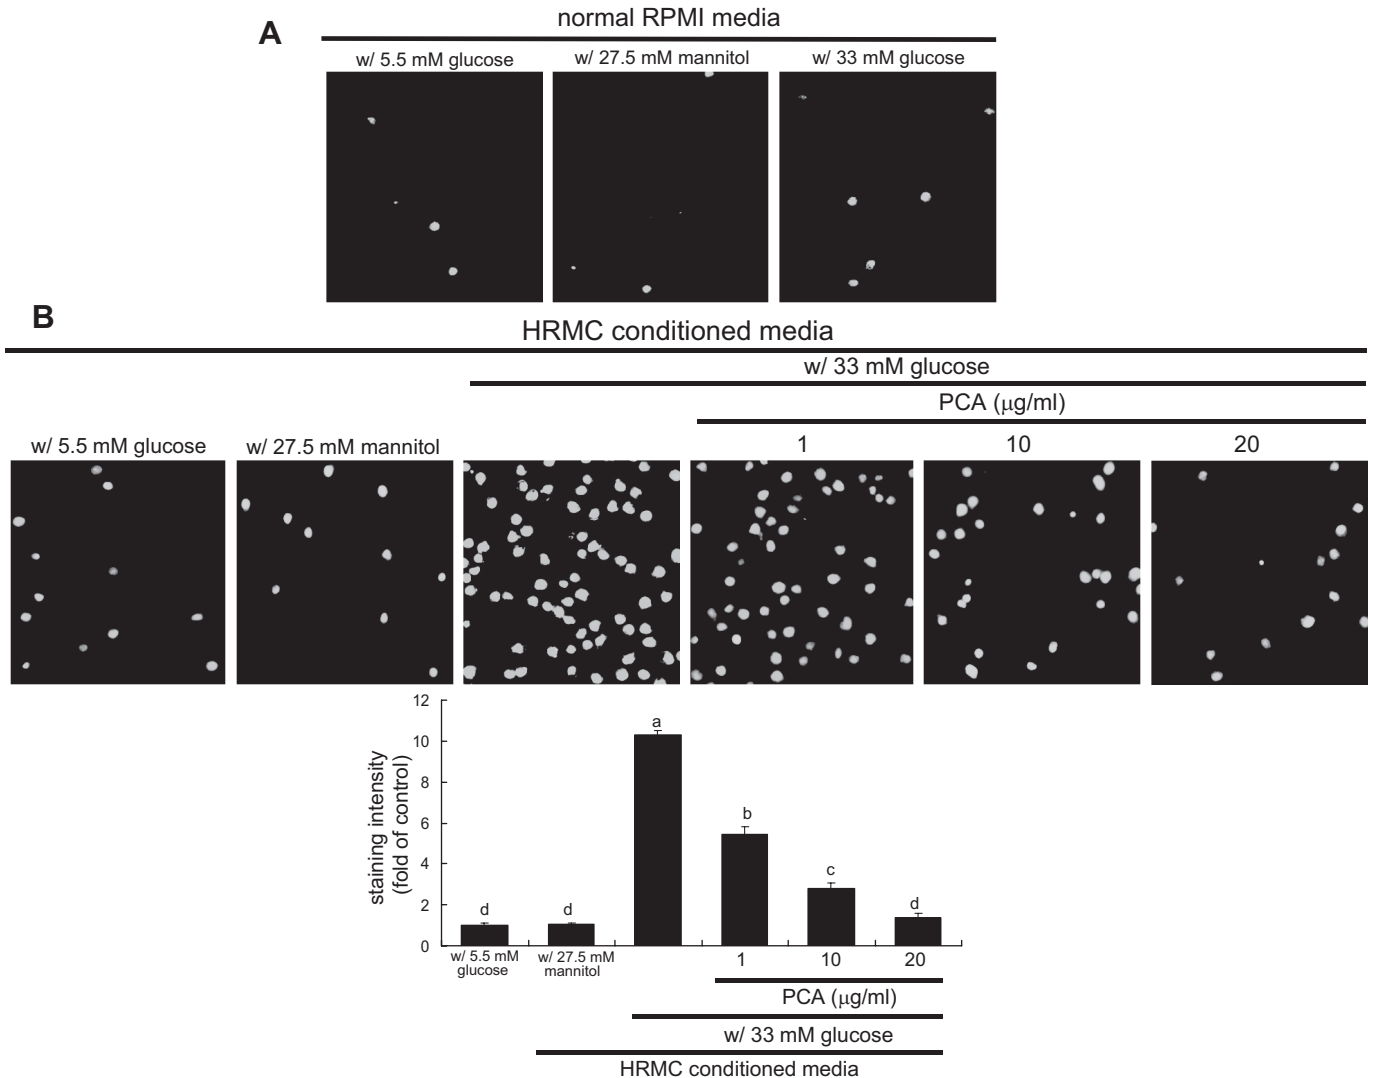 A
normal RPMI media
w/ 5.5 mM glucose
w/ 27.5 mM mannitol
w/ 33 mM glucose
B
HRMC conditioned media
w/ 33 mM glucose
PCA (μg/ml)
w/ 5.5 mM glucose
w/ 27.5 mM mannitol
1
10
20
staining intensity
(fold of control)
12
10
8
6
4
2
0
d
d
a
b
c
d
w/ 5.5 mM
glucose
w/ 27.5 mM
mannitol
1
10
20
PCA (μg/ml)
w/ 33 mM glucose
HRMC conditioned media